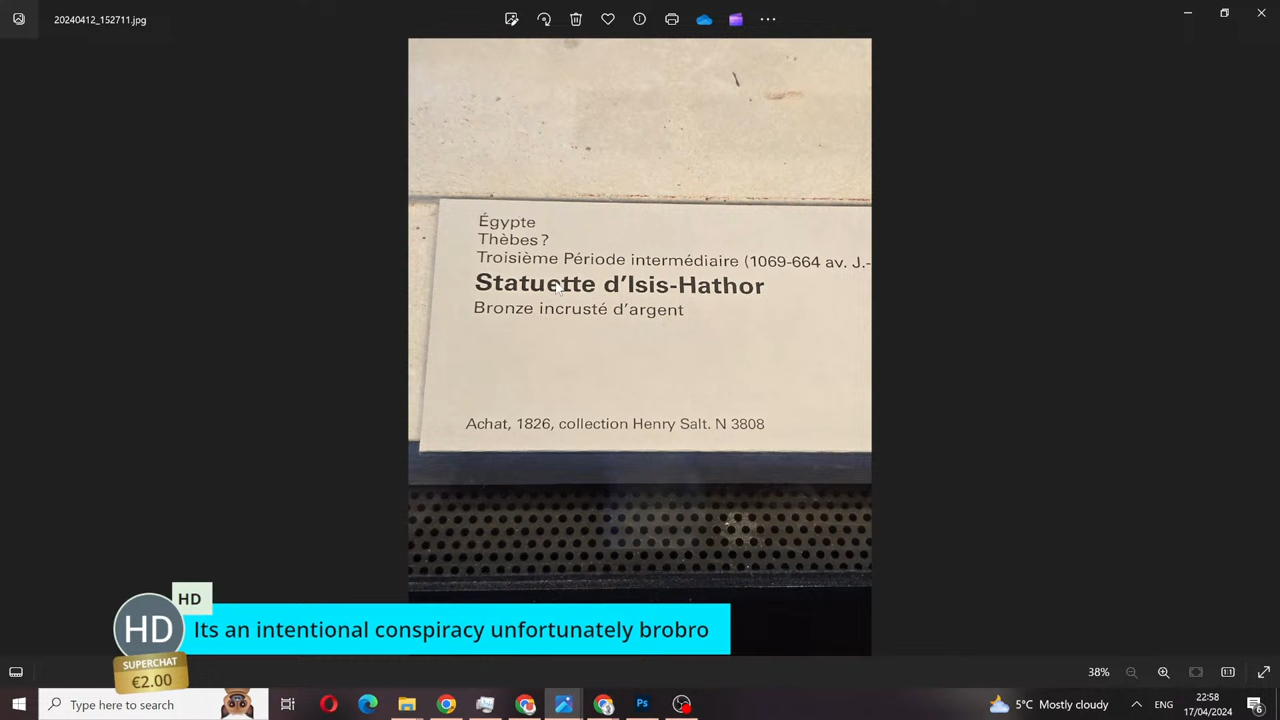 20240412_152711.jpg
Égypte
Thèbes?
Troisième Période intermédiaire (1069-664 av. J.-
Statuette d'Isis-Hathor
Bronze incrusté d'argent
Achat, 1826, collection Henry Salt. N 3808
HD
HD
Its an intentional conspiracy unfortunately brobro
SUPERCHAT
€2.00
38%
Type here to search
Ps
5°C Mostly cloudy
ENG
22:58
17/04/2024
6